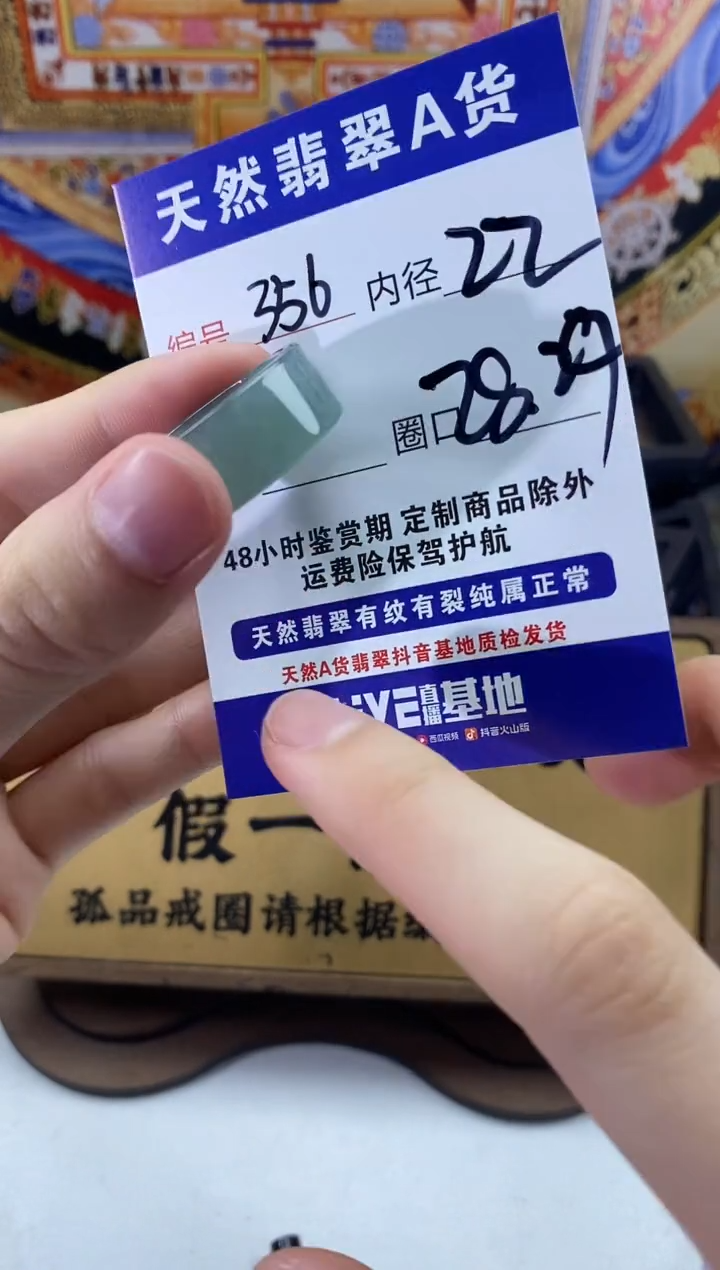 天然翡翠A货
编号 356 内径 22
圈口 28.
48小时鉴赏期 定制商品除外
运费险保驾护航
天然翡翠有纹有裂纯属正常
天然A货翡翠抖音基地质检发货
直播基地
西瓜视频 抖音火山版
假一
孤品戒圈请根据